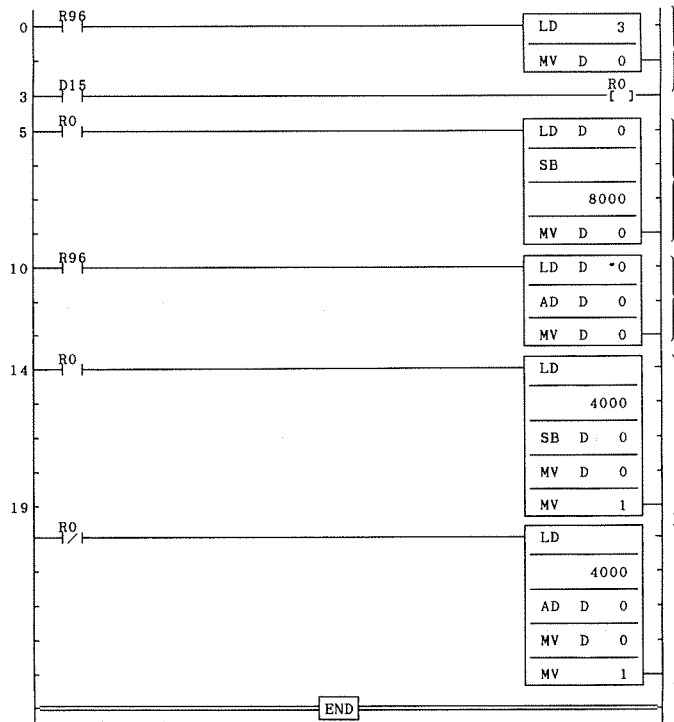 R96
0
LD 3
MV D 0
D15
3
R0
R0
5
LD D 0
SB
8000
MV D 0
R96
10
LD D 0
AD D 0
MV D 0
R0
14
LD
4000
SB D 0
MV D 0
MV 1
19
R0
LD
4000
AD D 0
MV D 0
MV 1
END